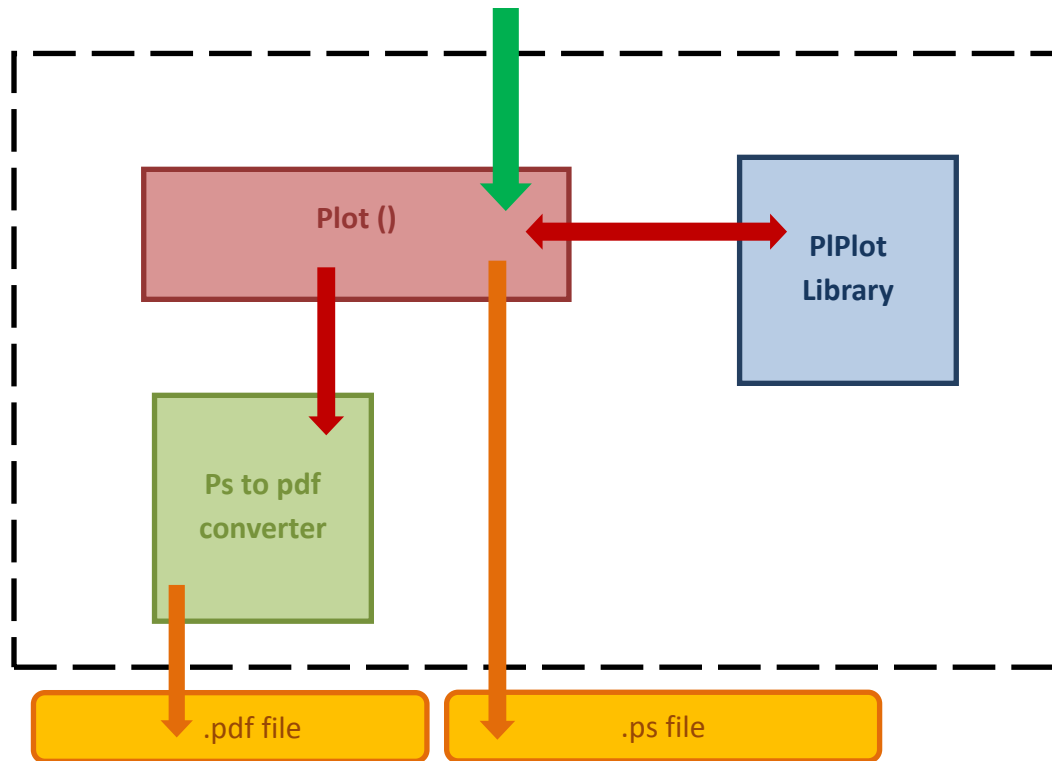 Plot ()
PlPlot
Library
Ps to pdf
converter
.pdf file
.ps file